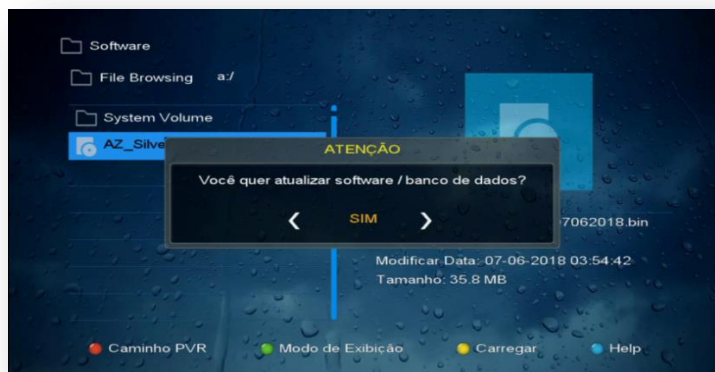 Software
File Browsing a:/
System Volume
AZ_Silve
ATENÇÃO
Você quer atualizar software / banco de dados?
SIM
7062018.bin
Modificar Data: 07-06-2018 03:54:42
Tamanho: 35.8 MB
Caminho PVR Modo de Exibicão Carregar Help